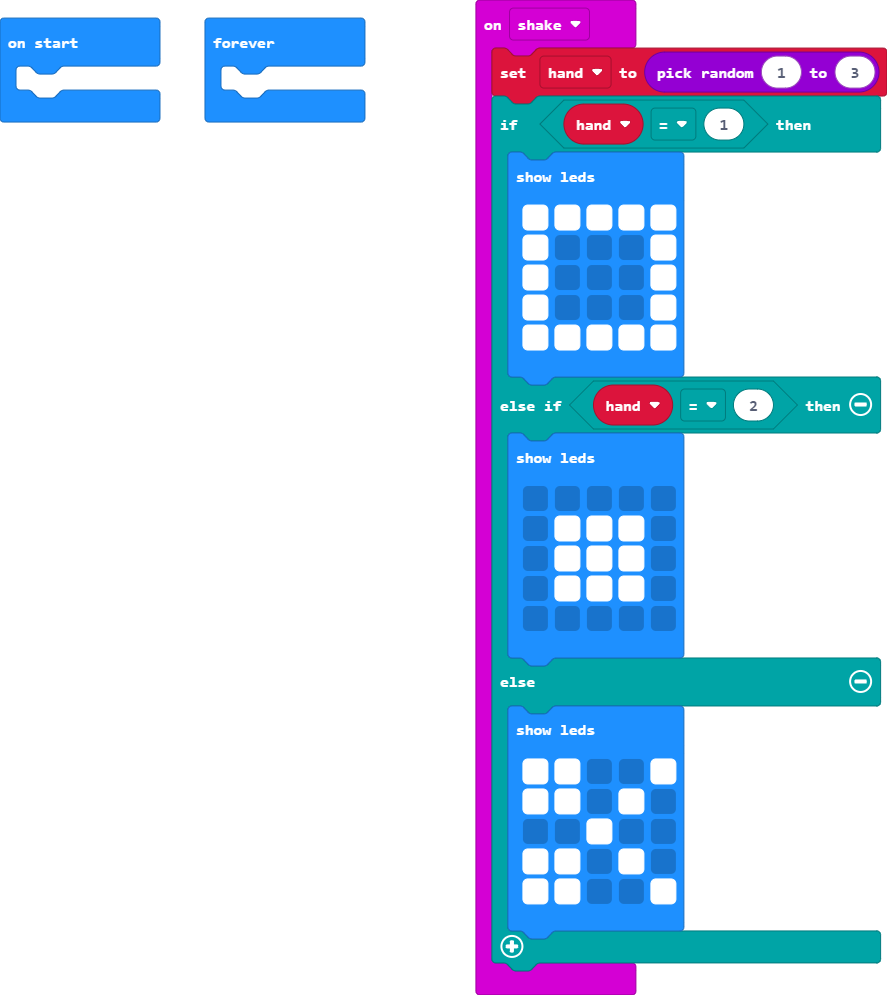 on start
forever
on shake
set hand to pick random 1 to 3
if hand = 1 then
show leds
else if hand = 2 then
show leds
else
show leds